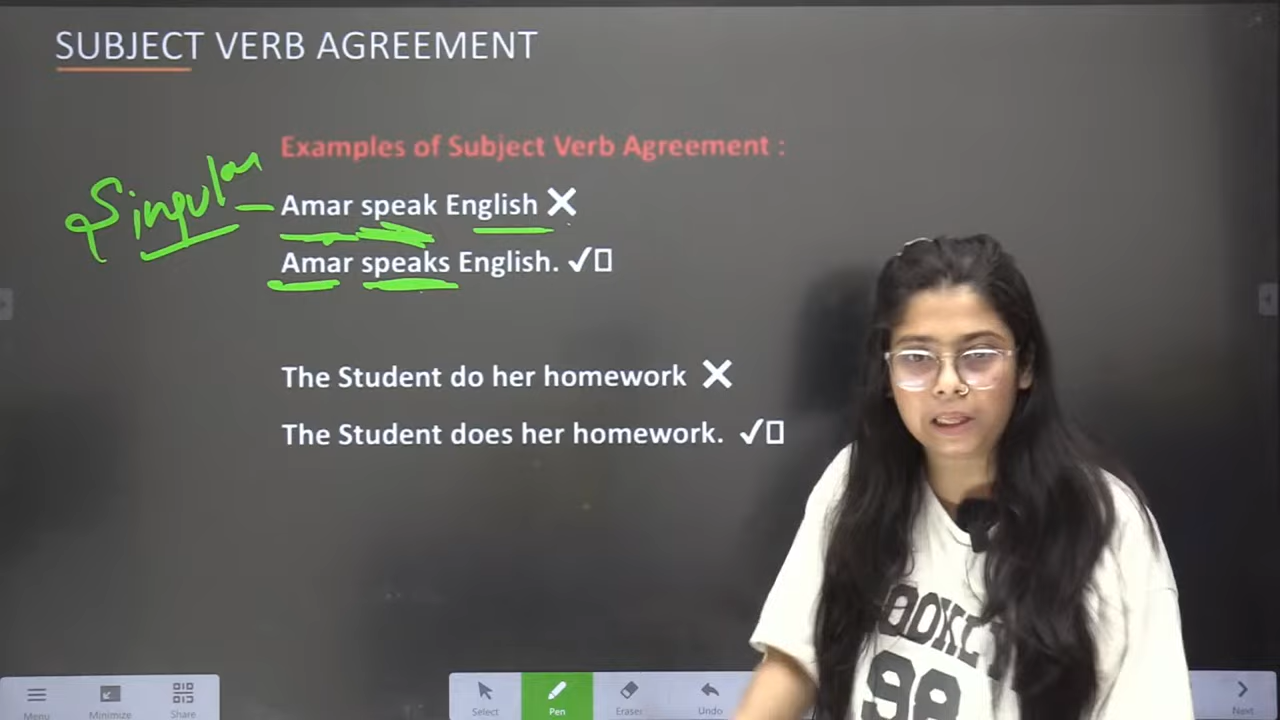 SUBJECT VERB AGREEMENT
Examples of Subject Verb Agreement :
Singular
Amar speak English ❌
Amar speaks English. ✓▯
The Student do her homework ❌
The Student does her homework. ✓▯
98
Menu
Minimize
Share
Select
Pen
Eraser
Undo
Next